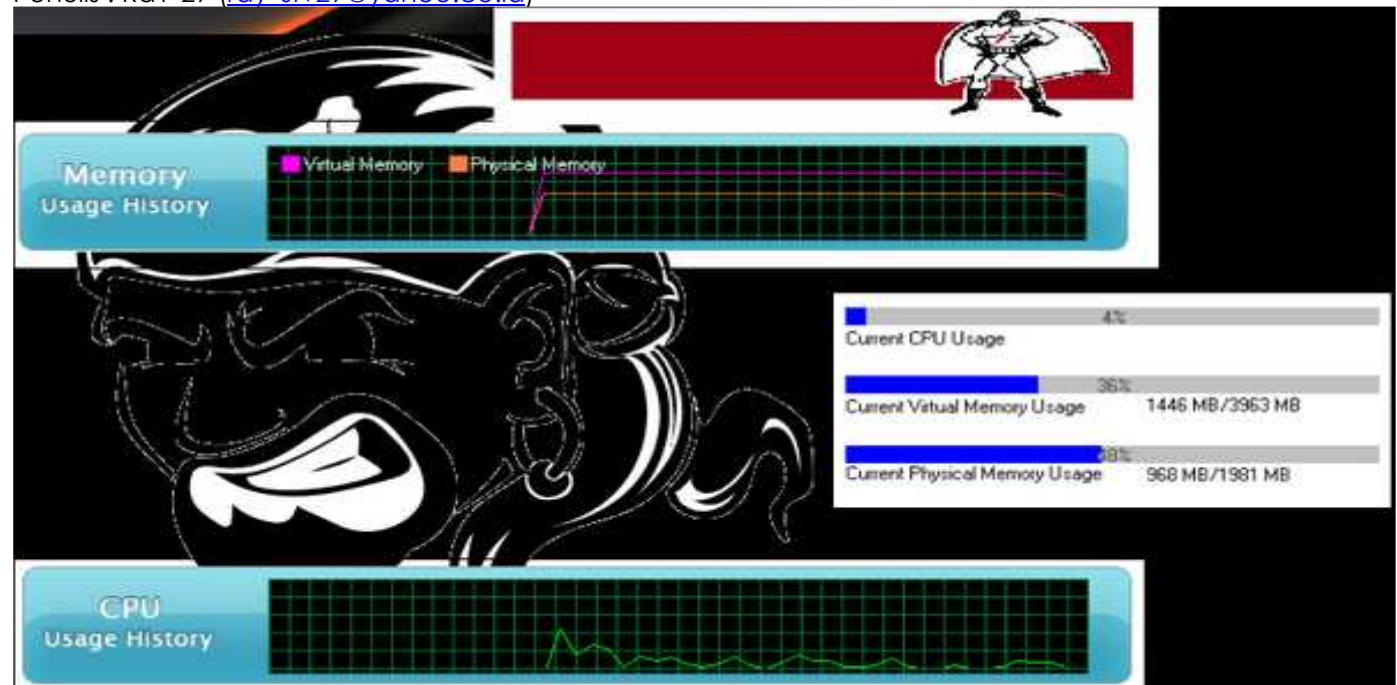 Memory
Usage History
Virtual Memory
Physical Memory
4%
Current CPU Usage
36%
Current Virtual Memory Usage
1446 MB/3963 MB
48%
Current Physical Memory Usage
968 MB/1981 MB
CPU
Usage History